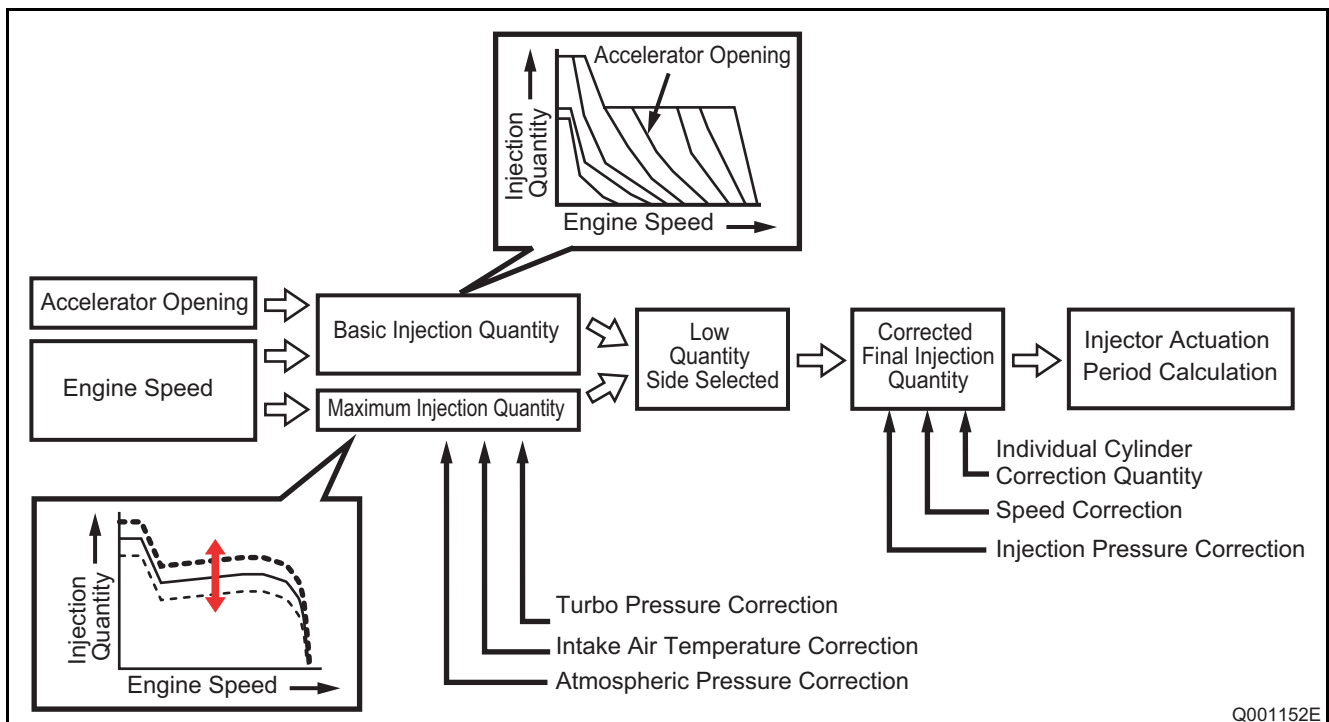 Accelerator Opening
Injection
Quantity
Engine Speed
Accelerator Opening
Engine Speed
Basic Injection Quantity
Maximum Injection Quantity
Low
Quantity
Side Selected
Corrected
Final Injection
Quantity
Injector Actuation
Period Calculation
Individual Cylinder
Correction Quantity
Speed Correction
Injection Pressure Correction
Injection
Quantity
Engine Speed
Turbo Pressure Correction
Intake Air Temperature Correction
Atmospheric Pressure Correction
Q001152E